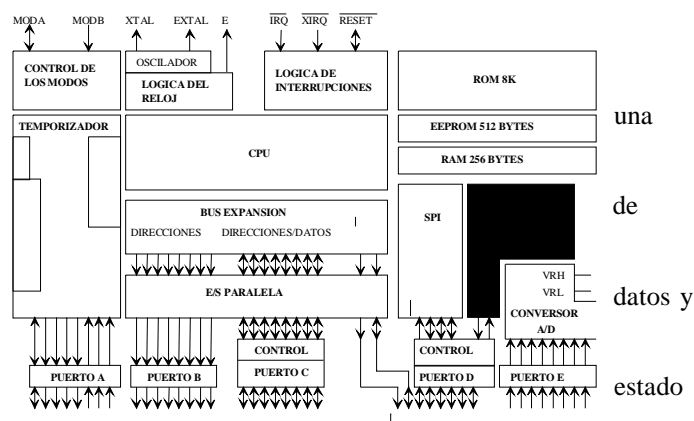 MODA MODB XTAL EXTAL E IRQ XIRQ RESET
CONTROL DE
LOS MODOS
OSCILADOR
LOGICA DEL
RELOJ
LOGICA DE
INTERRUPCIONES
ROM 8K
TEMPORIZADOR
CPU
EEPROM 512 BYTES
RAM 256 BYTES
una
BUS EXPANSION
DIRECCIONES DIRECCIONES/DATOS
SPI
de
E/S PARALELA
VRH
VRL
CONVERSOR
A/D
datos y
CONTROL
CONTROL
PUERTO A
PUERTO B
PUERTO C
PUERTO D
PUERTO E
estado